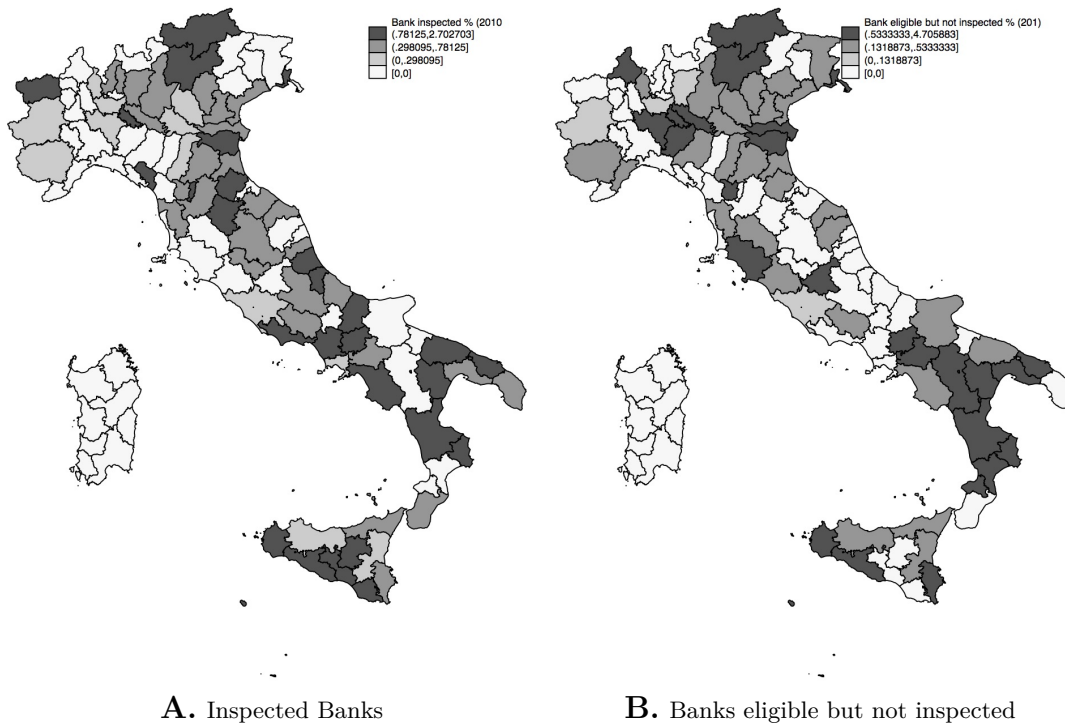 Bank inspected % (2010
(.78125,2.702703]
(.298095,.78125]
(0,.298095]
[0,0]
Bank eligible but not inspected % (201)
(.5333333,4.705883]
(.1318873,.5333333]
(0,.1318873]
[0,0]
A. Inspected Banks
B. Banks eligible but not inspected